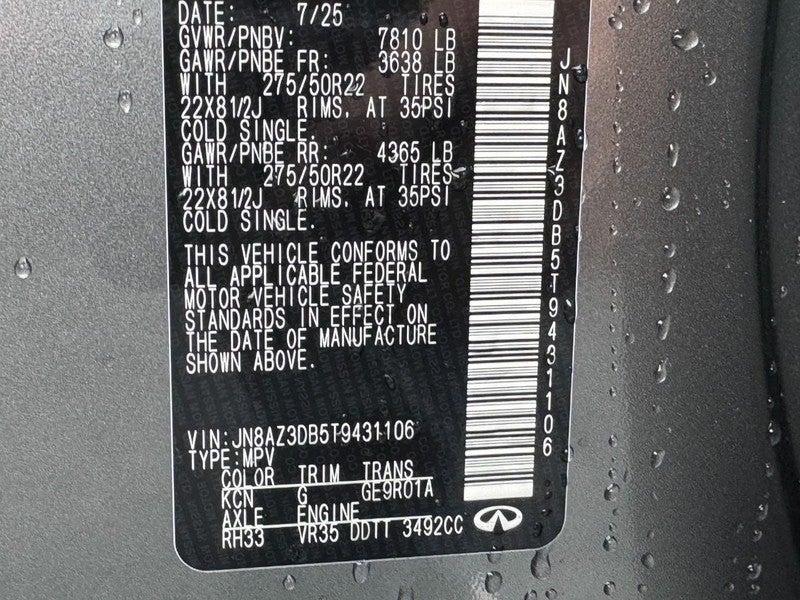 DATE: 7/25
GVWR/PNBV: 7810 LB
GAWR/PNBE FR: 3638 LB
WITH 275/50R22 TIRES
22X81/2J RIMS, AT 35PSI
COLD SINGLE.
GAWR/PNBE RR: 4365 LB
WITH 275/50R22 TIRES
22X81/2J RIMS, AT 35PSI
COLD SINGLE.
THIS VEHICLE CONFORMS TO
ALL APPLICABLE FEDERAL
MOTOR VEHICLE SAFETY
STANDARDS IN EFFECT ON
THE DATE OF MANUFACTURE
SHOWN ABOVE.
VIN:JN8AZ3DB5T9431106
TYPE:MPV
COLOR TRIM TRANS
KCN G GE9R01A
AXLE ENGINE
RH33 VR35 DDTT 3492CC
JN8AZ3DB5T9431106